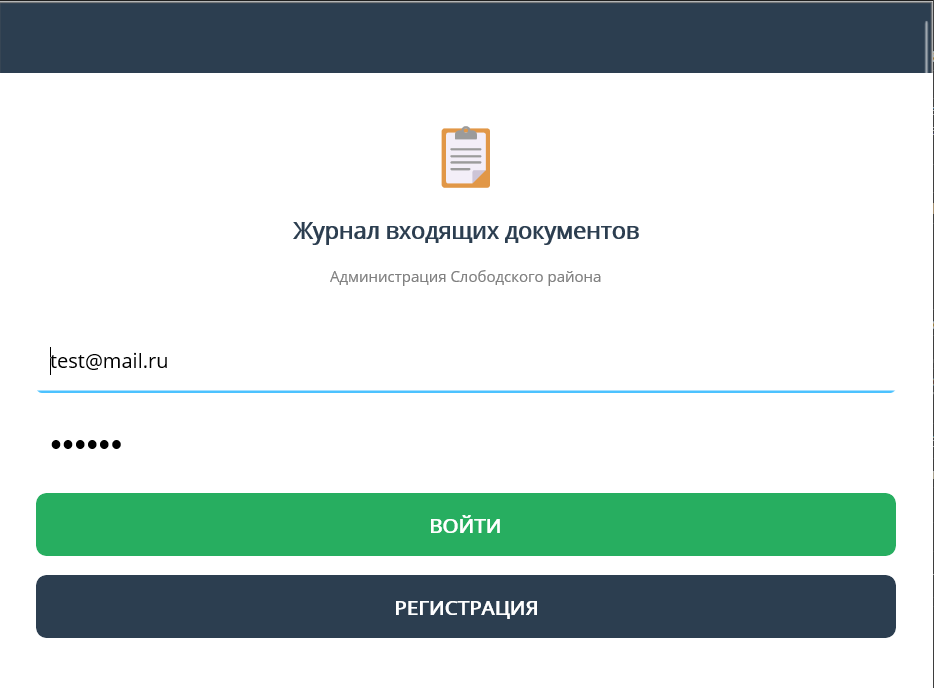 Журнал входящих документов
Администрация Слободского района
test@mail.ru
••••••
ВОЙТИ
РЕГИСТРАЦИЯ